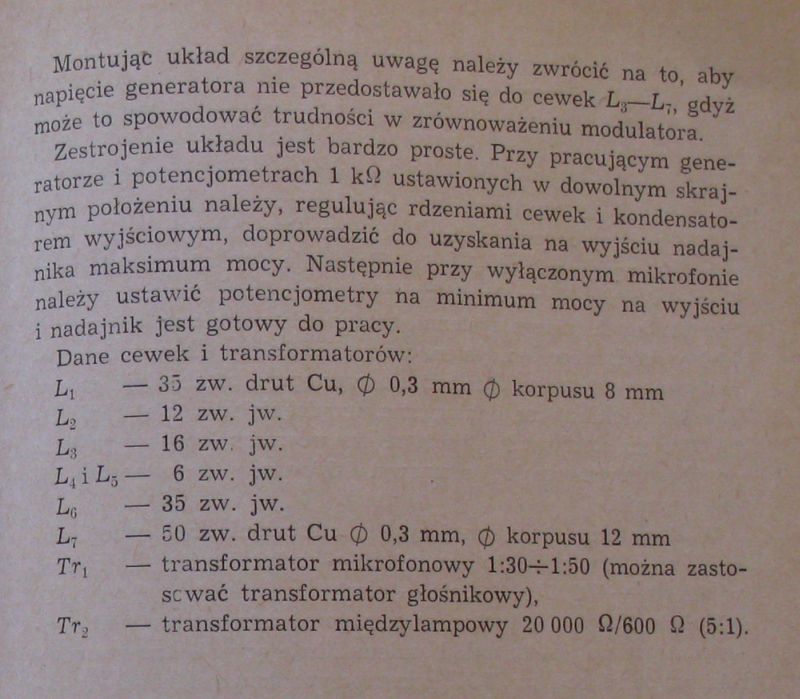 Montując układ szczególną uwagę należy zwrócić na to, aby
napięcie generatora nie przedostawało się do cewek L₃—L₇, gdyż
może to spowodować trudności w zrównoważeniu modulatora.
Zestrojenie układu jest bardzo proste. Przy pracującym gene-
ratorze i potencjometrach 1 kΩ ustawionych w dowolnym skraj-
nym położeniu należy, regulując rdzeniami cewek i kondensato-
rem wyjściowym, doprowadzić do uzyskania na wyjściu nadaj-
nika maksimum mocy. Następnie przy wyłączonym mikrofonie
należy ustawić potencjometry na minimum mocy na wyjściu
i nadajnik jest gotowy do pracy.
Dane cewek i transformatorów:
L₁ — 35 zw. drut Cu, ∅ 0,3 mm ∅ korpusu 8 mm
L₂ — 12 zw. jw.
L₃ — 16 zw. jw.
L₄ i L₅ — 6 zw. jw.
L₆ — 35 zw. jw.
L₇ — 50 zw. drut Cu ∅ 0,3 mm, ∅ korpusu 12 mm
Tr₁ — transformator mikrofonowy 1:30÷1:50 (można zasto-
sować transformator głośnikowy),
Tr₂ — transformator międzylampowy 20 000 Ω/600 Ω (5:1).